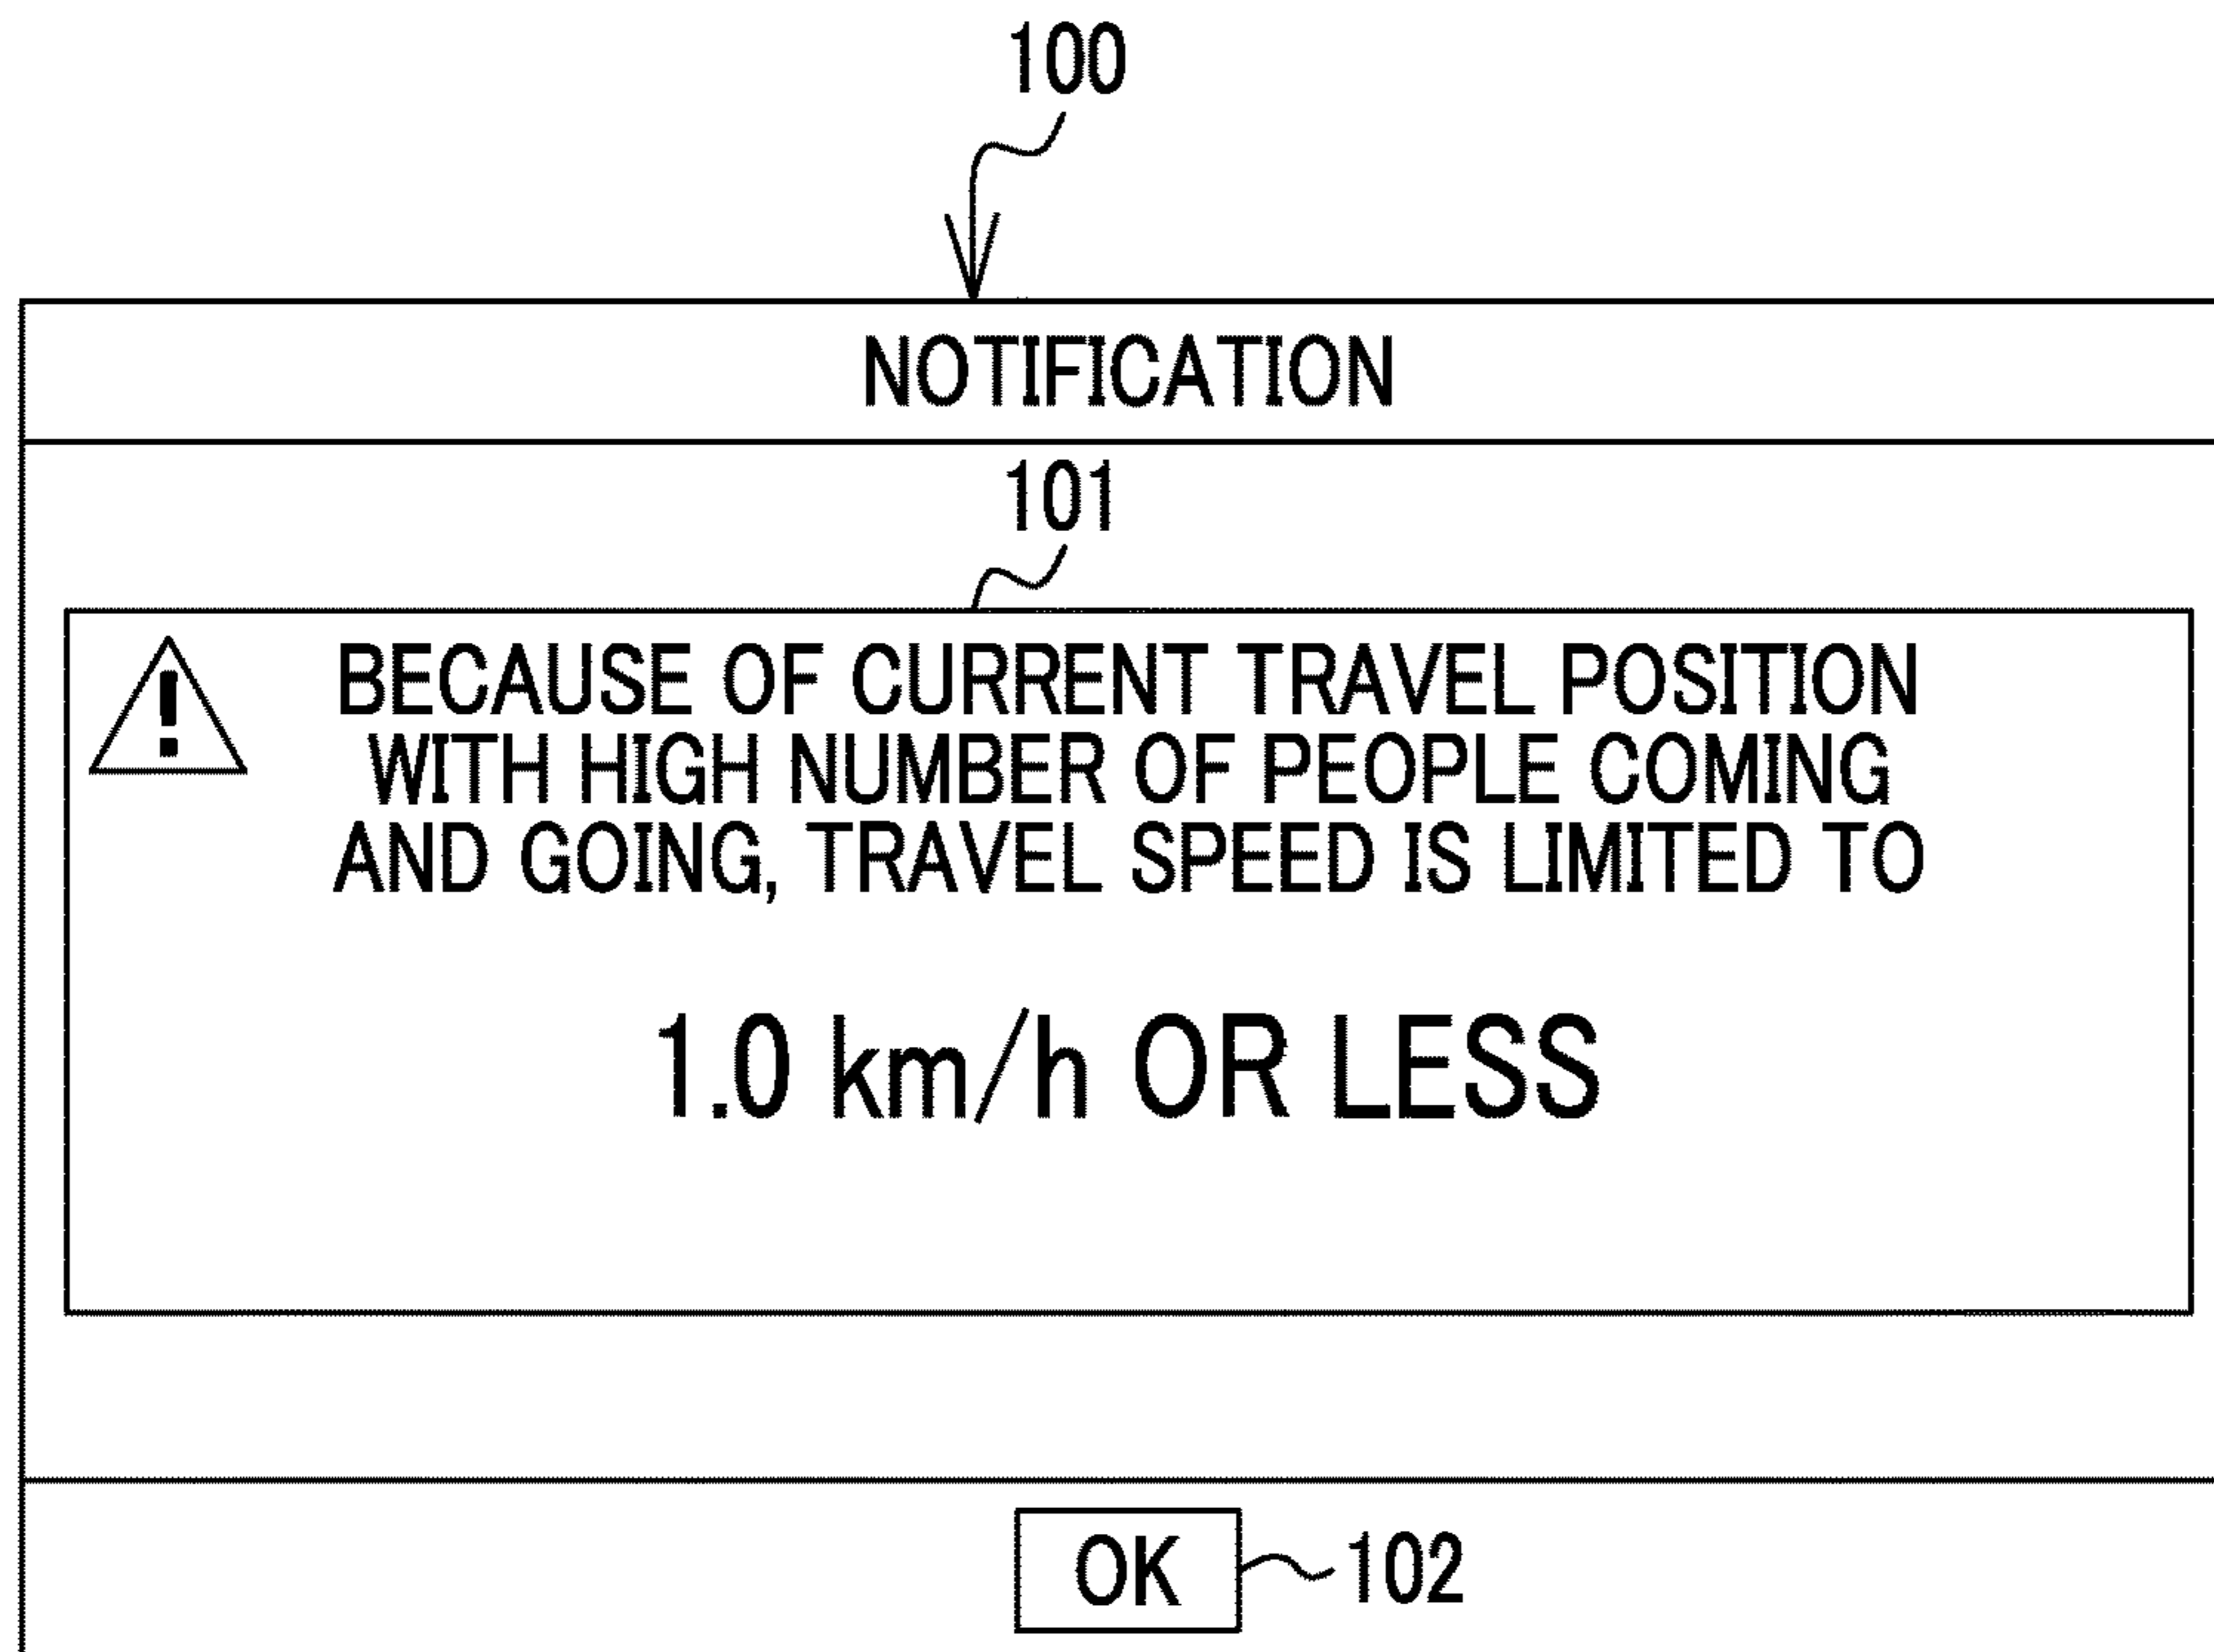 100
NOTIFICATION
101
BECAUSE OF CURRENT TRAVEL POSITION
WITH HIGH NUMBER OF PEOPLE COMING
AND GOING, TRAVEL SPEED IS LIMITED TO
1.0 km/h OR LESS
OK
102